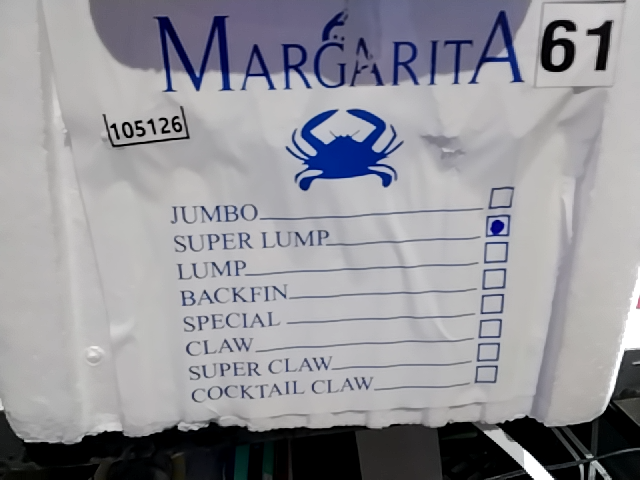 MARGARITA
61
105126
JUMBO
SUPER LUMP
LUMP
BACKFIN
SPECIAL
CLAW
SUPER CLAW
COCKTAIL CLAW